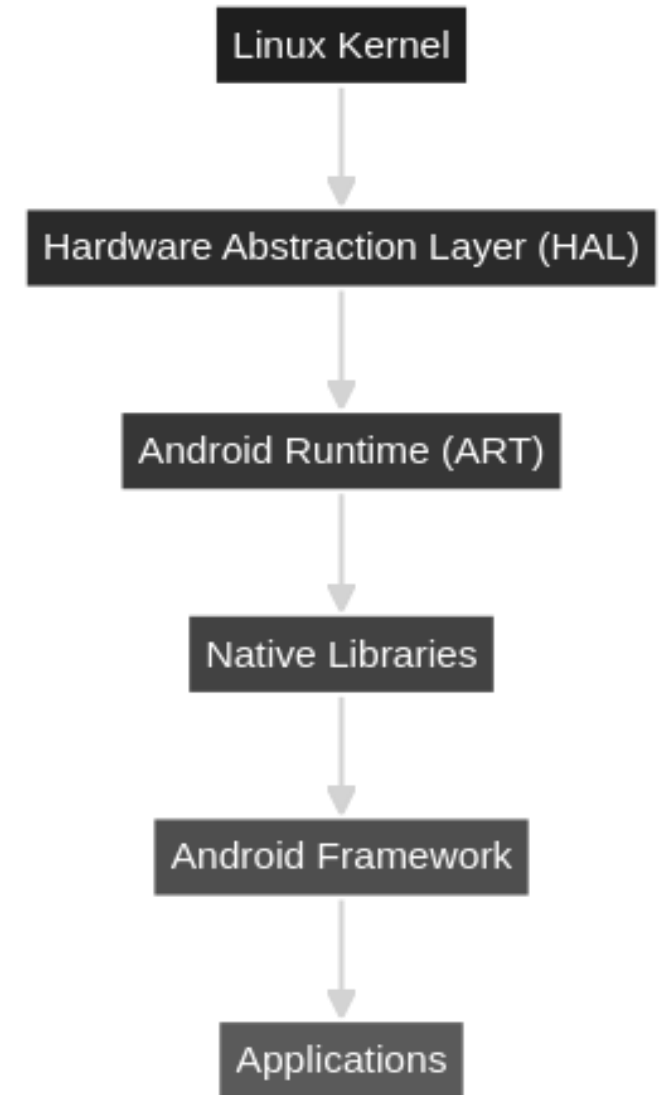 Linux Kernel
Hardware Abstraction Layer (HAL)
Android Runtime (ART)
Native Libraries
Android Framework
Applications